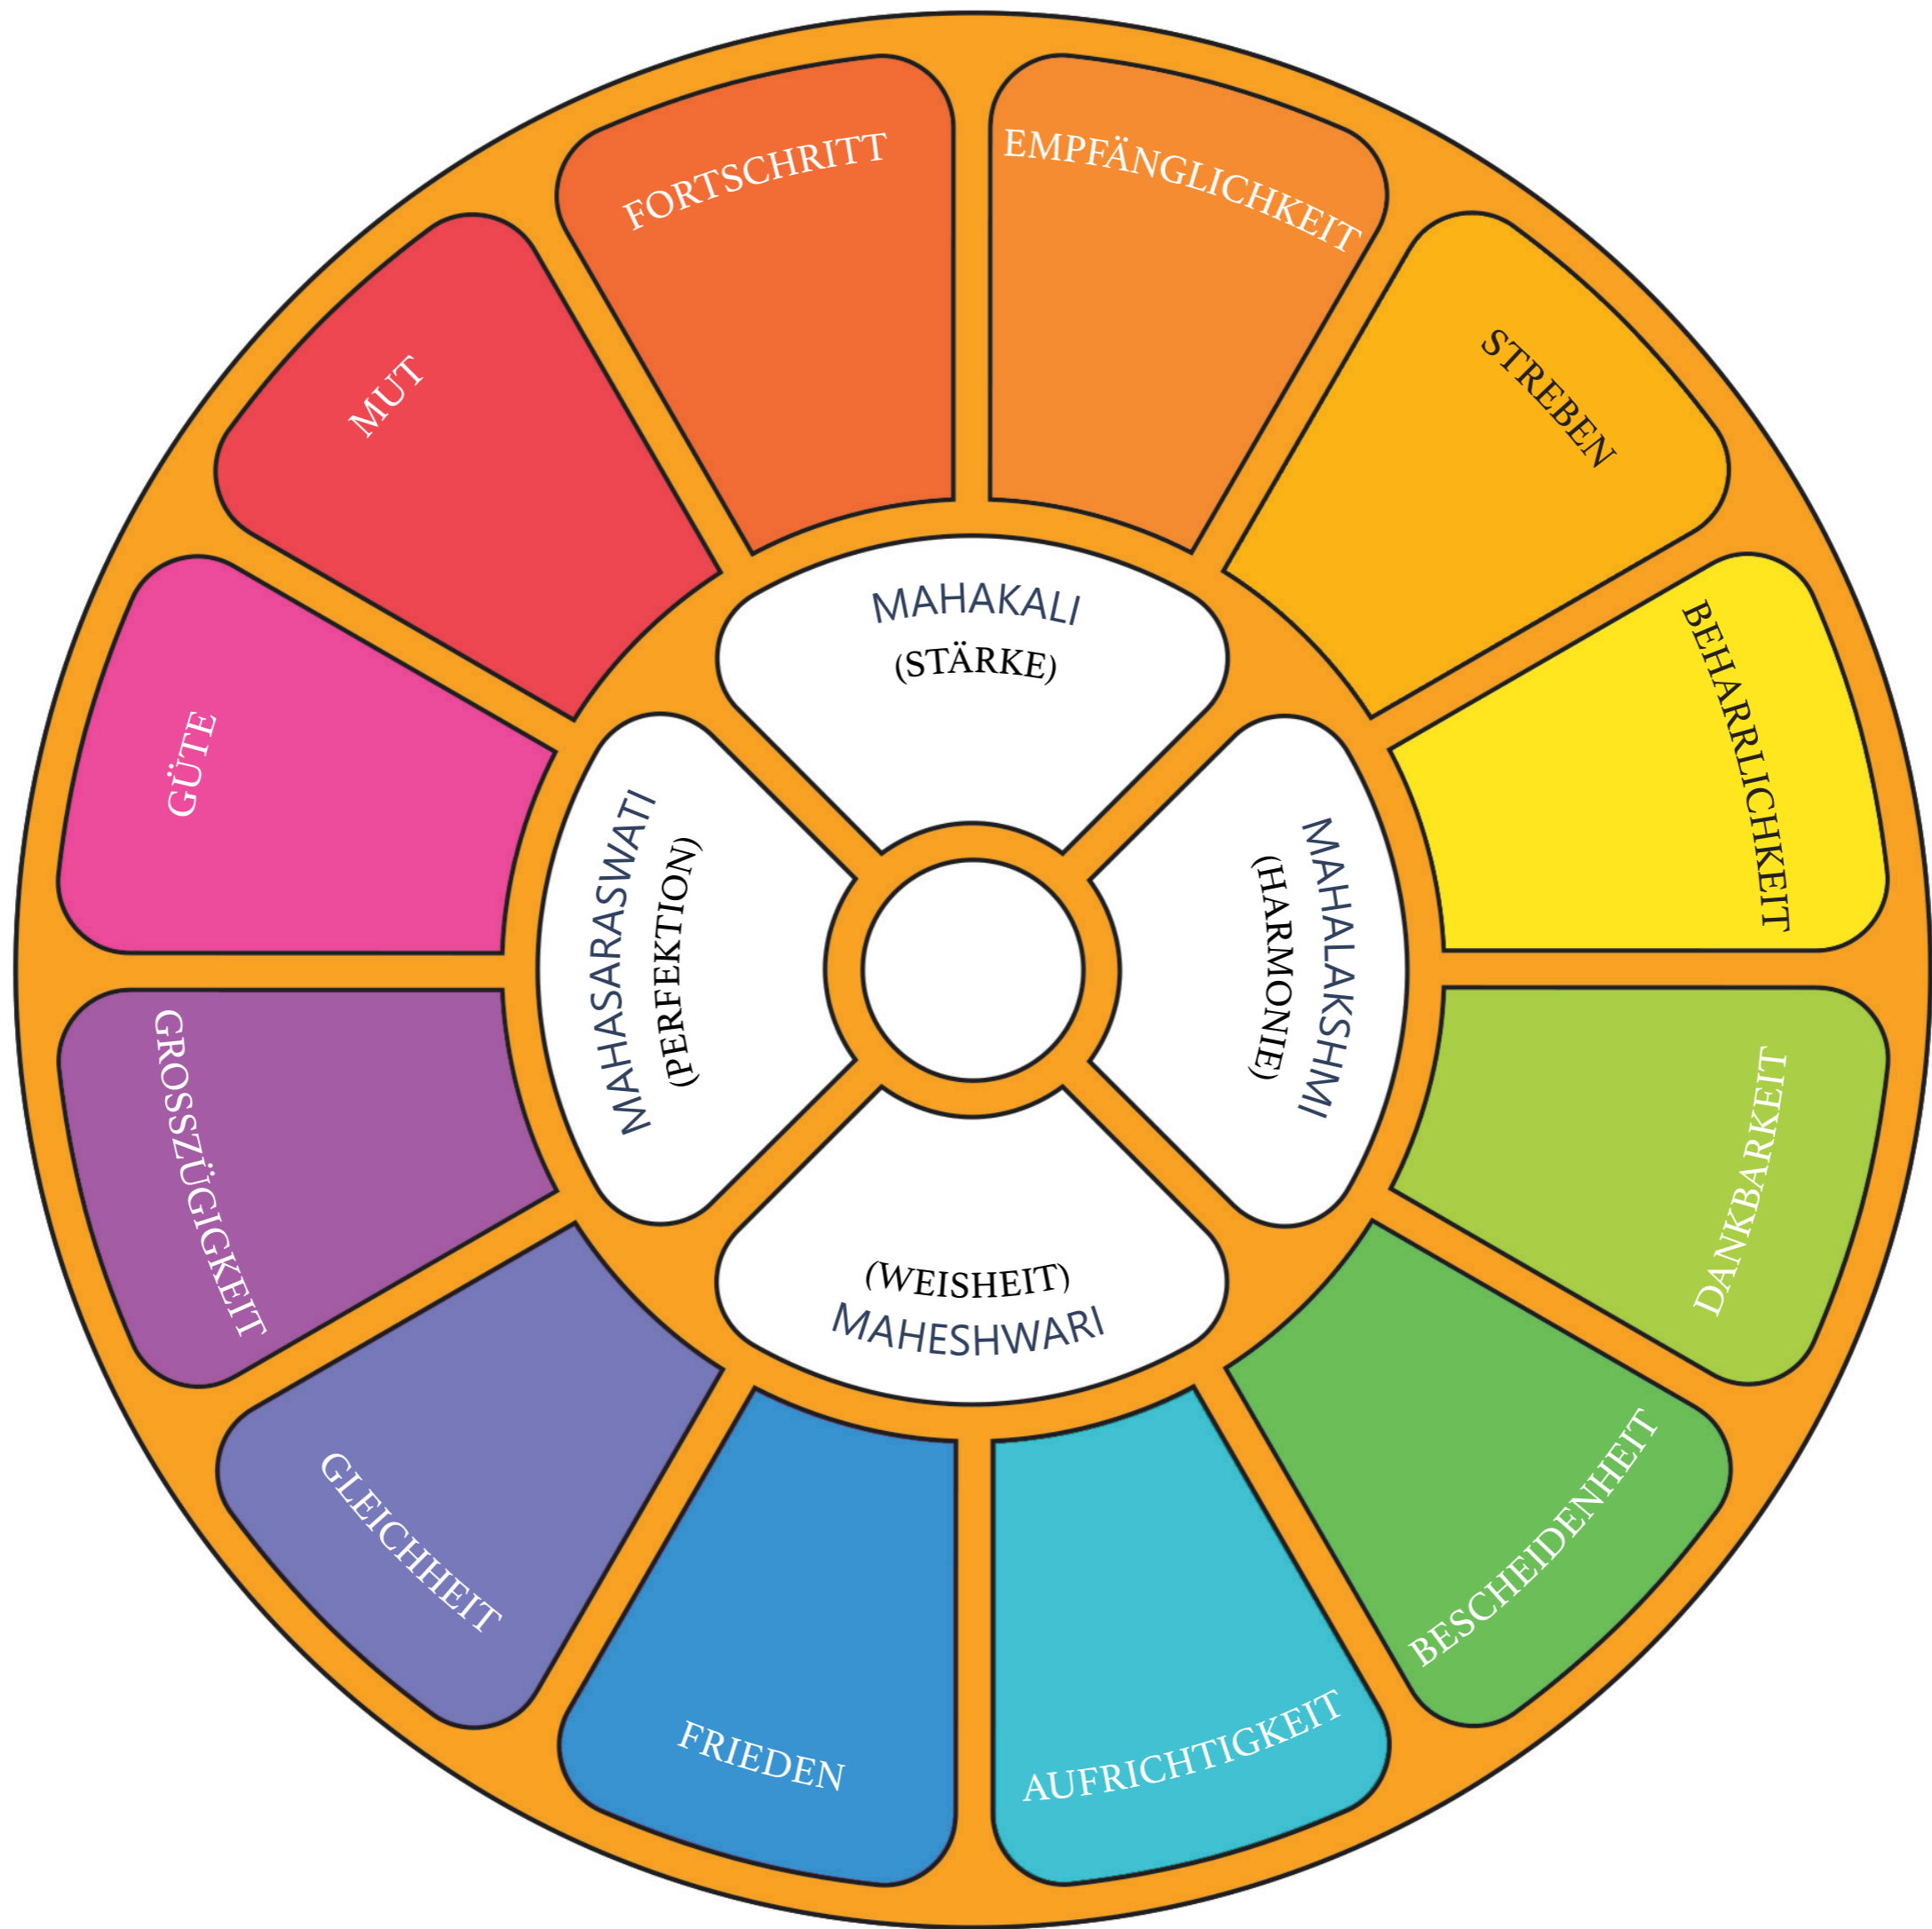 FORTSCHRITT
EMPFÄNGLICHKEIT
STREBEN
BEHARRLICHKEIT
DANKBARKEIT
BESCHEIDENHEIT
AUFRICHTIGKEIT
FRIEDEN
GLEICHHEIT
GROSSZÜGIGKEIT
GÜTE
MUT
MAHAKALI
(STÄRKE)
MAHALAKSHMI
(HARMONIE)
(WEISHEIT)
MAHESHWARI
MAHASARASWATI
(PERFEKTION)